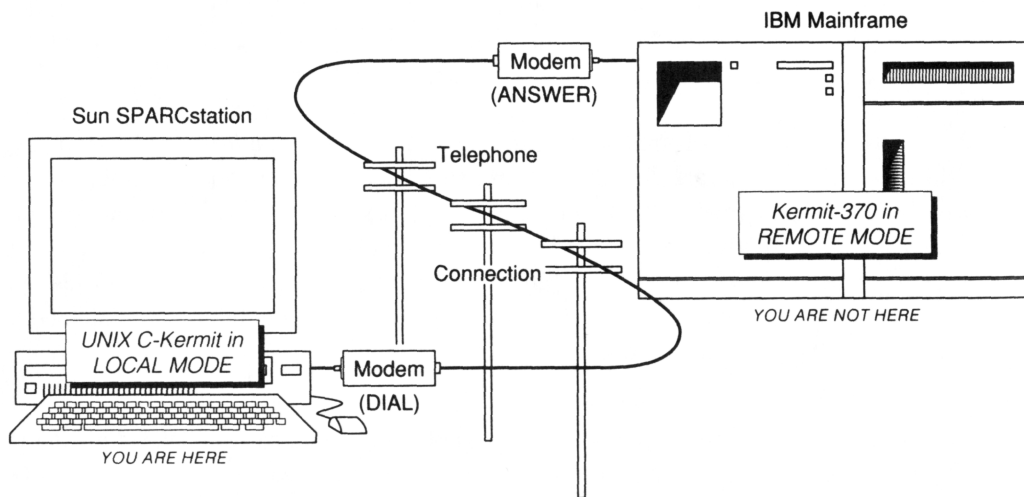 IBM Mainframe
Modem
(ANSWER)
Sun SPARCstation
Telephone
Kermit-370 in
REMOTE MODE
Connection
YOU ARE NOT HERE
UNIX C-Kermit in
LOCAL MODE
Modem
(DIAL)
YOU ARE HERE